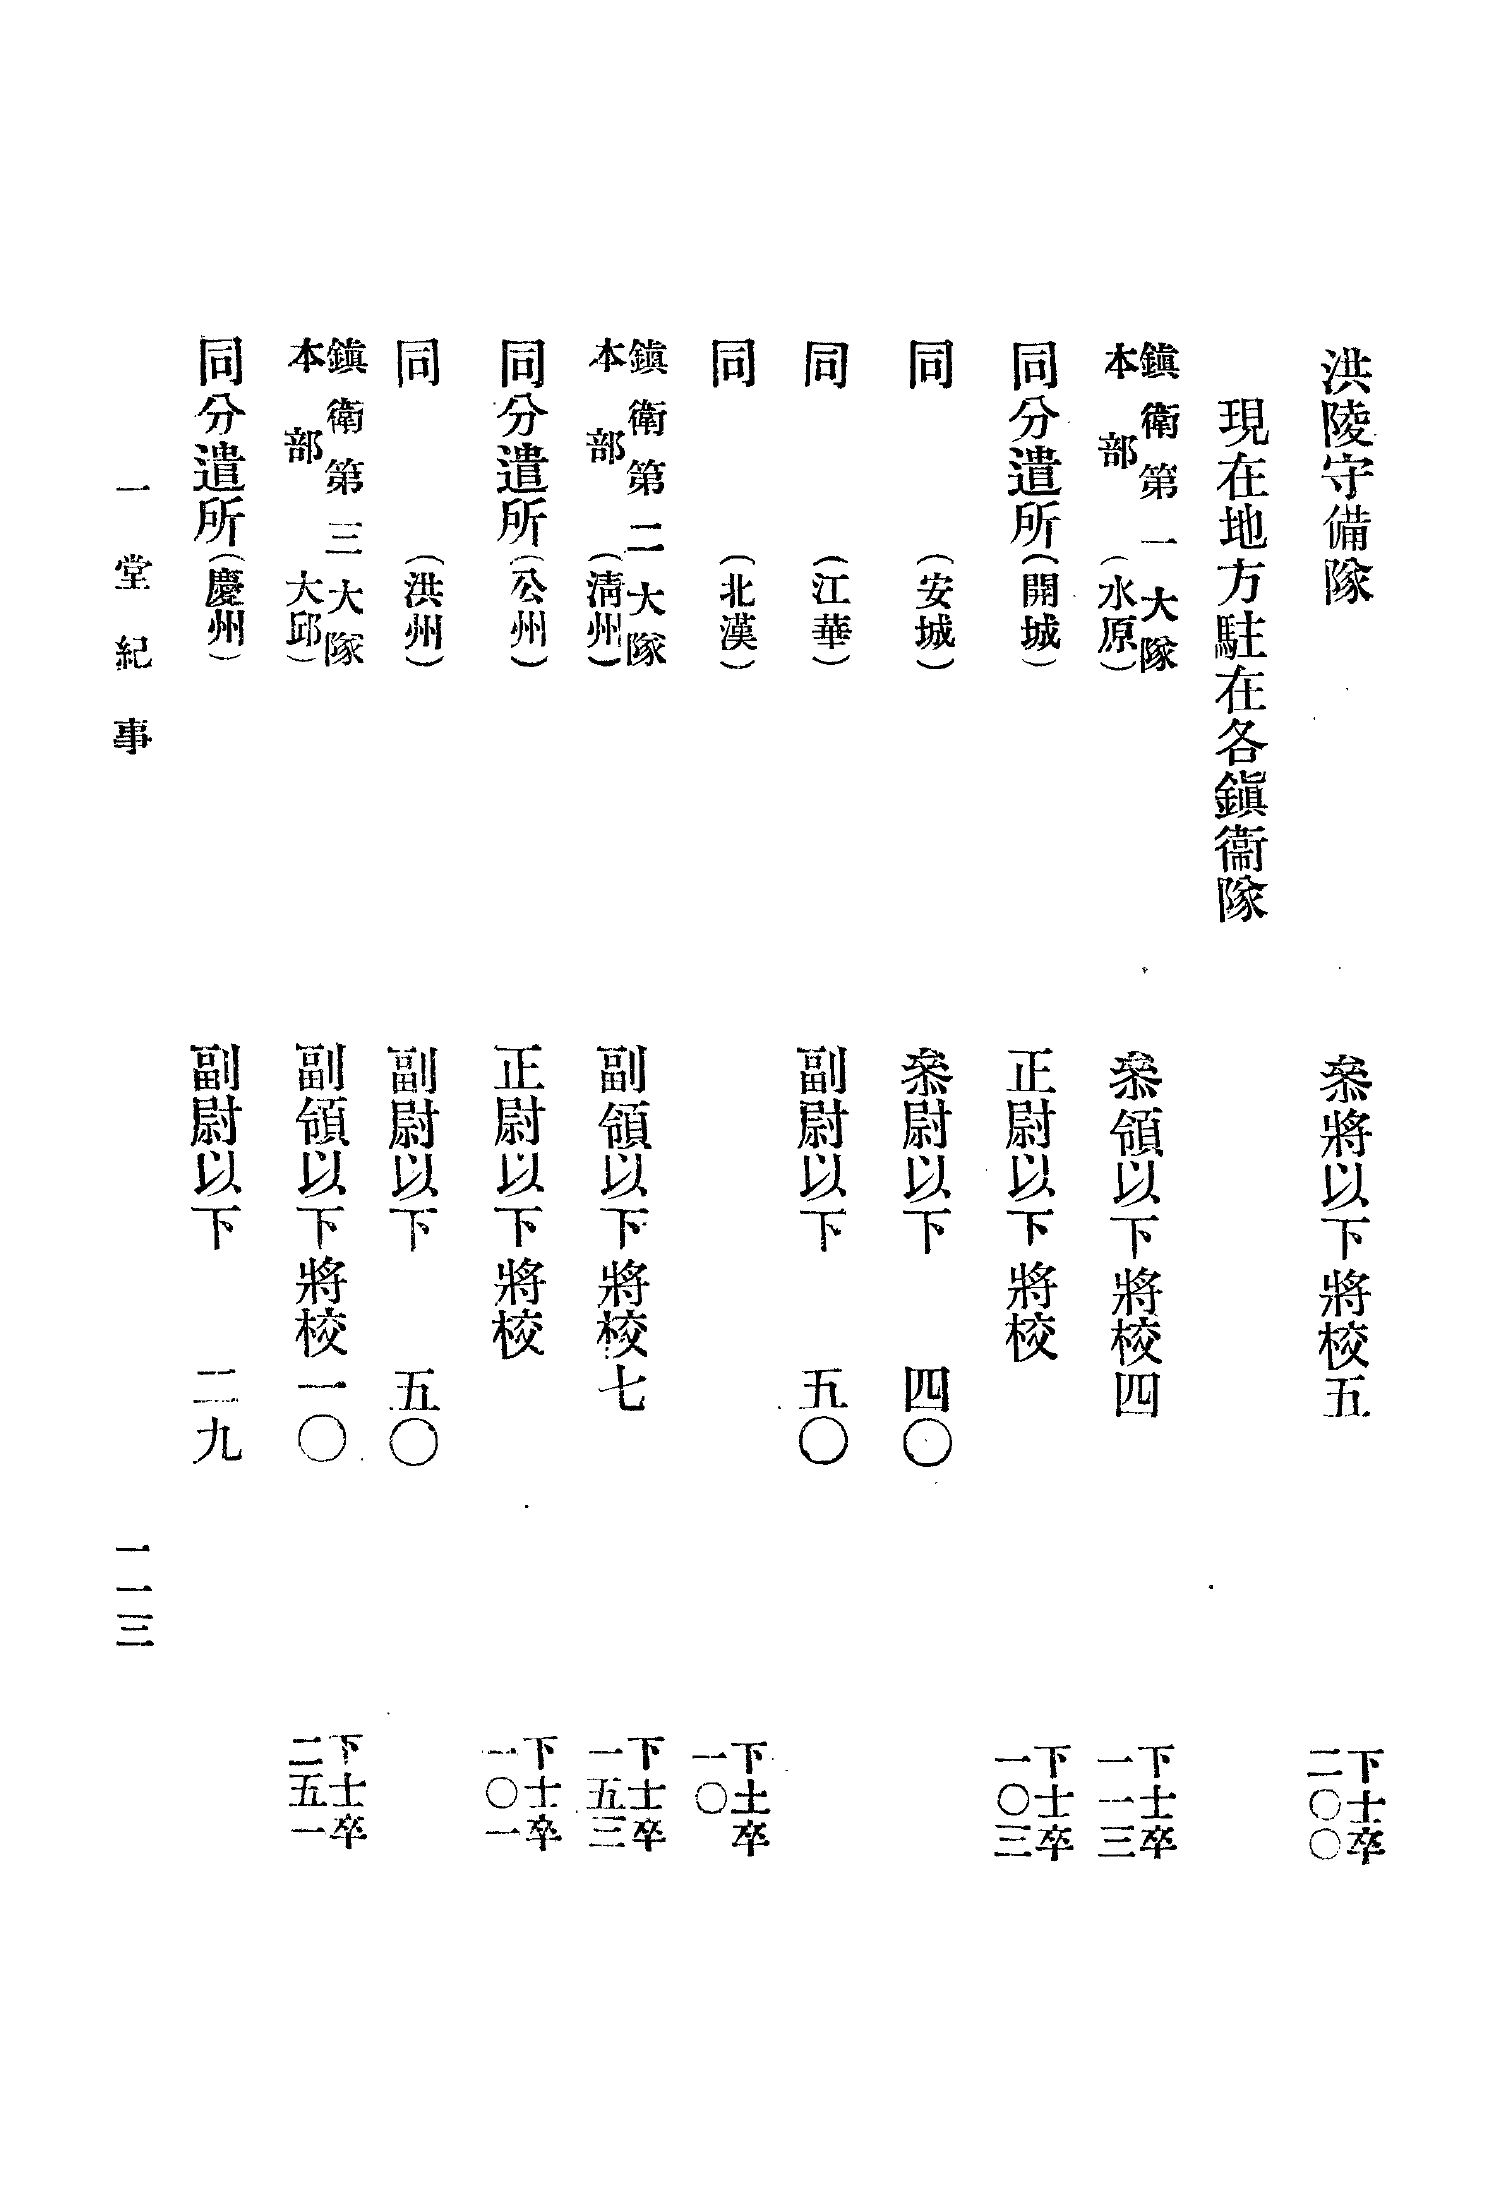 洪陵守備隊　叅將以下將校五　下士卒二〇〇
現在地方駐在各鎭衞隊
鎭衛第一大隊本部(水原)　叅領以下將校四　下士卒一一三
同分遣所(開城)　正尉以下將校　下士卒一〇三
同(安城)　叅尉以下　四〇
同(江華)　副尉以下　五〇
同(北漢)　下士卒一〇
鎭衛第二大隊本部(淸州)　副領以下將校七　下士卒一五三
同分遣所(公州)　正尉以下將校　下士卒一〇一
同(洪州)　副尉以下　五〇
鎭衛第三大隊本部大邱)　副領以下將校一〇　下士卒二五一
同分遣所(慶州)　副尉以下　二九
一堂紀事　一一三